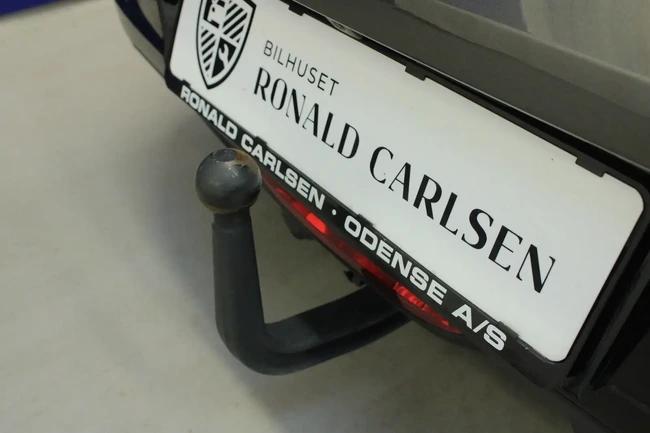 BILHUSET
RONALD CARLSEN
RONALD CARLSEN · ODENSE A/S